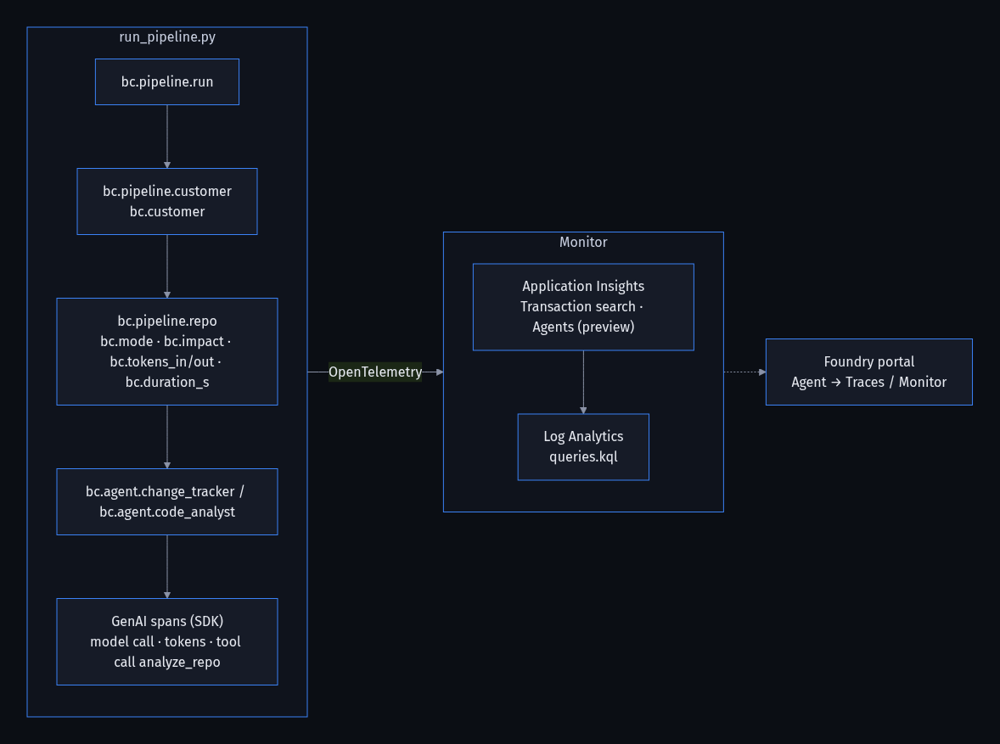 run_pipeline.py
bc.pipeline.run
bc.pipeline.customer
bc.customer
bc.pipeline.repo
bc.mode · bc.impact ·
bc.tokens_in/out ·
bc.duration_s
bc.agent.change_tracker /
bc.agent.code_analyst
GenAI spans (SDK)
model call · tokens · tool
call analyze_repo
OpenTelemetry
Monitor
Application Insights
Transaction search ·
Agents (preview)
Log Analytics
queries.kql
Foundry portal
Agent → Traces / Monitor